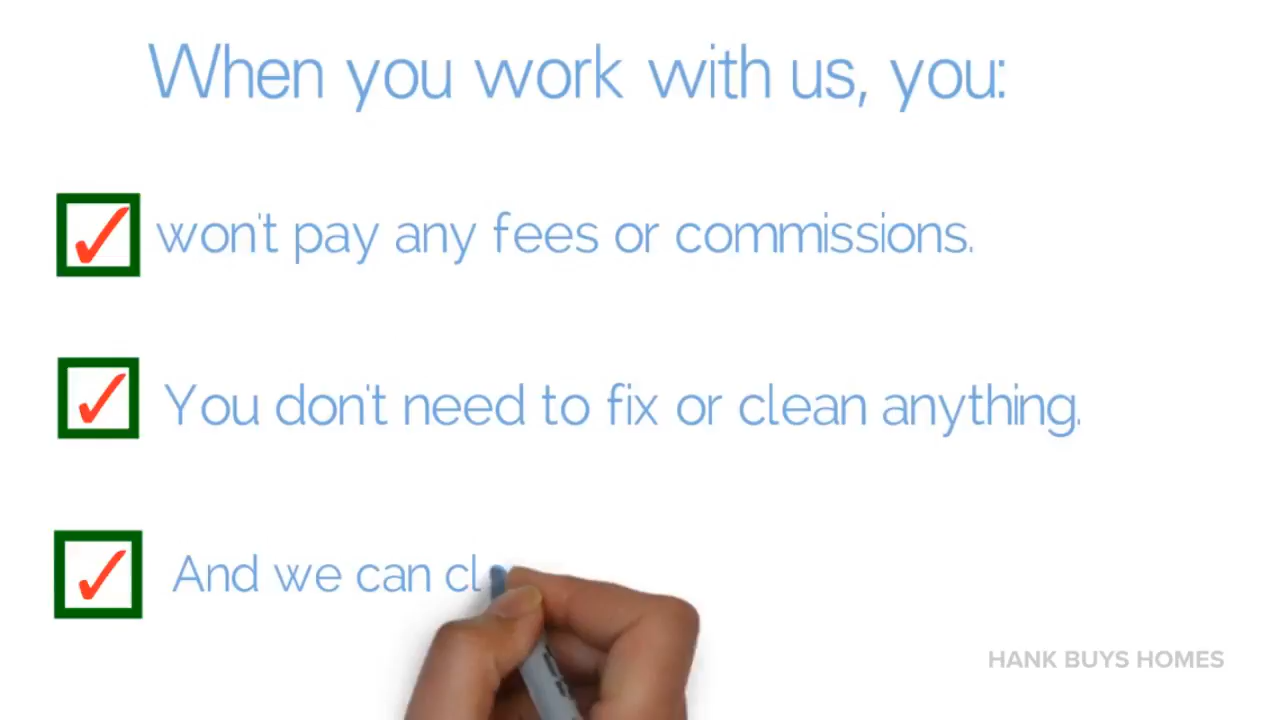 When you work with us, you:
won't pay any fees or commissions.
You don't need to fix or clean anything.
And we can cl
HANK BUYS HOMES